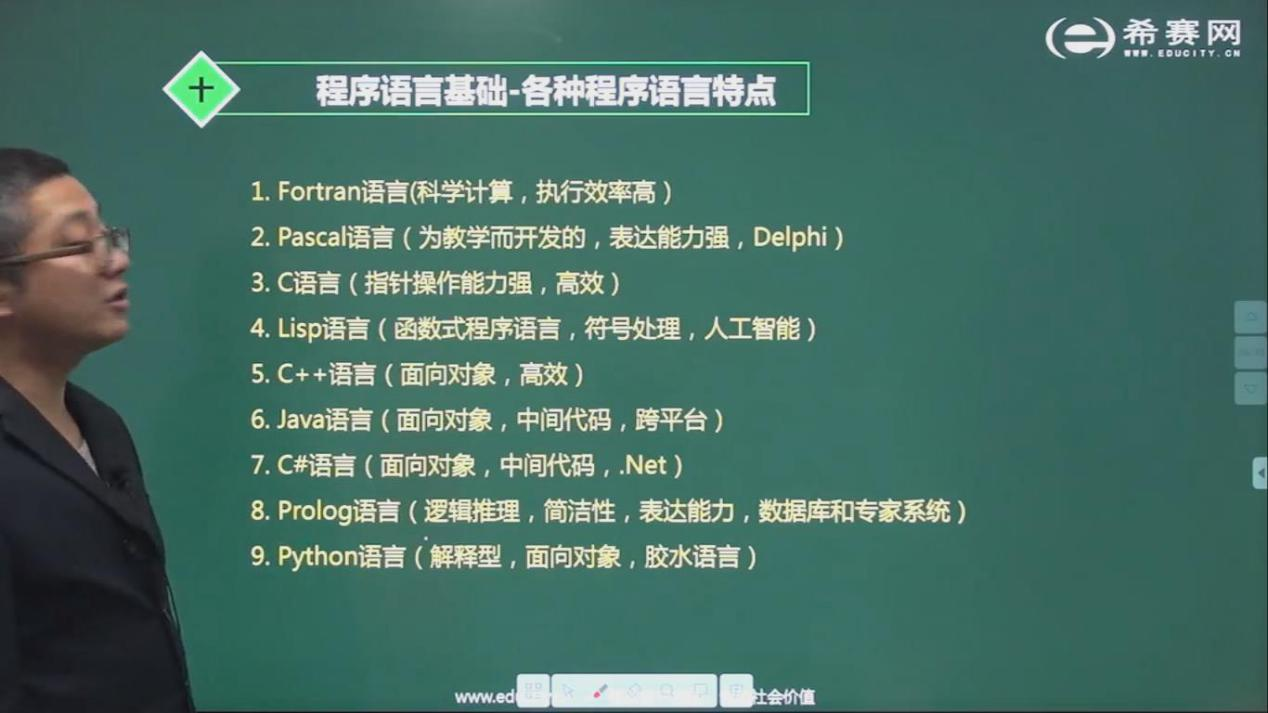 希赛网
WWW.EDUCITY.CN
程序语言基础-各种程序语言特点
1. Fortran语言(科学计算，执行效率高）
2. Pascal语言（为教学而开发的，表达能力强，Delphi）
3. C语言（指针操作能力强，高效）
4. Lisp语言（函数式程序语言，符号处理，人工智能）
5. C++语言（面向对象，高效）
6. Java语言（面向对象，中间代码，跨平台）
7. C#语言（面向对象，中间代码，.Net）
8. Prolog语言（逻辑推理，简洁性，表达能力，数据库和专家系统）
9. Python语言（解释型，面向对象，胶水语言）
www.ed 社会价值